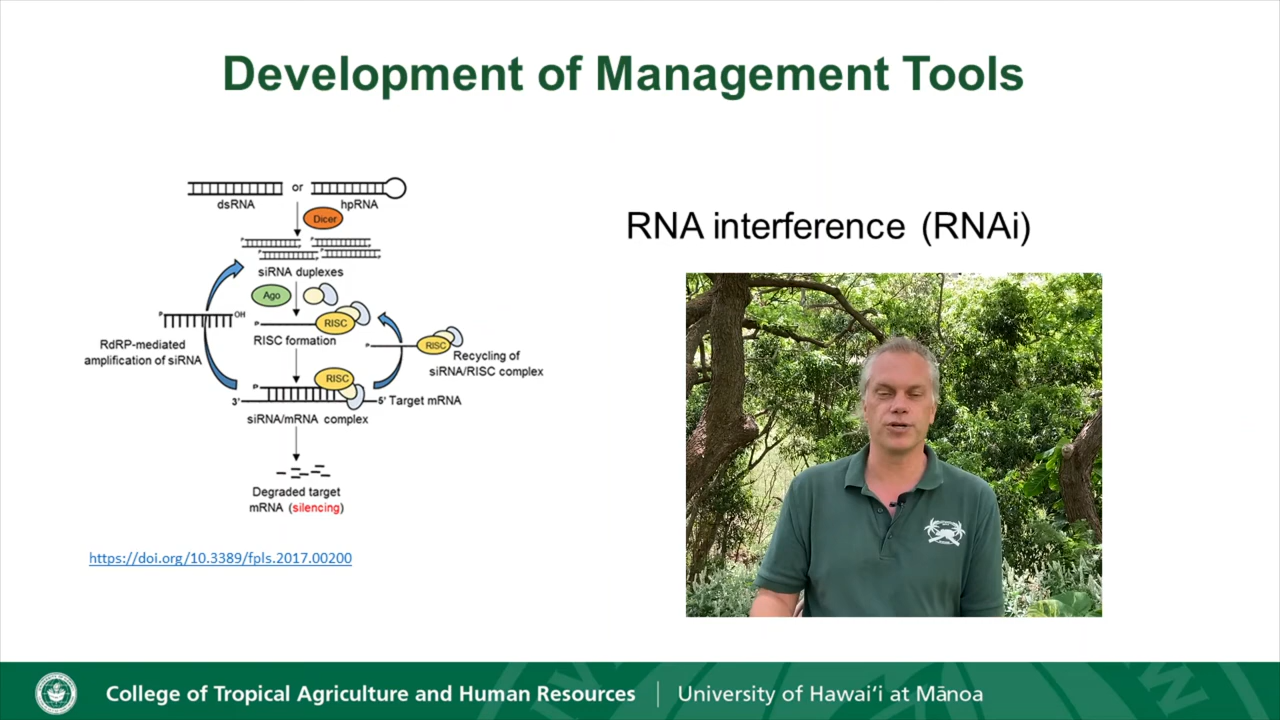 Development of Management Tools
dsRNA
or
hpRNA
Dicer
P
P
P
P
siRNA duplexes
Ago
P
OH
P
RISC
RISC formation
RdRP-mediated
amplification of siRNA
P
RISC
Recycling of
siRNA/RISC complex
P
RISC
3'
5' Target mRNA
siRNA/mRNA complex
Degraded target
mRNA (silencing)
https://doi.org/10.3389/fpls.2017.00200
RNA interference (RNAi)
College of Tropical Agriculture and Human Resources
University of Hawai‘i at Mānoa